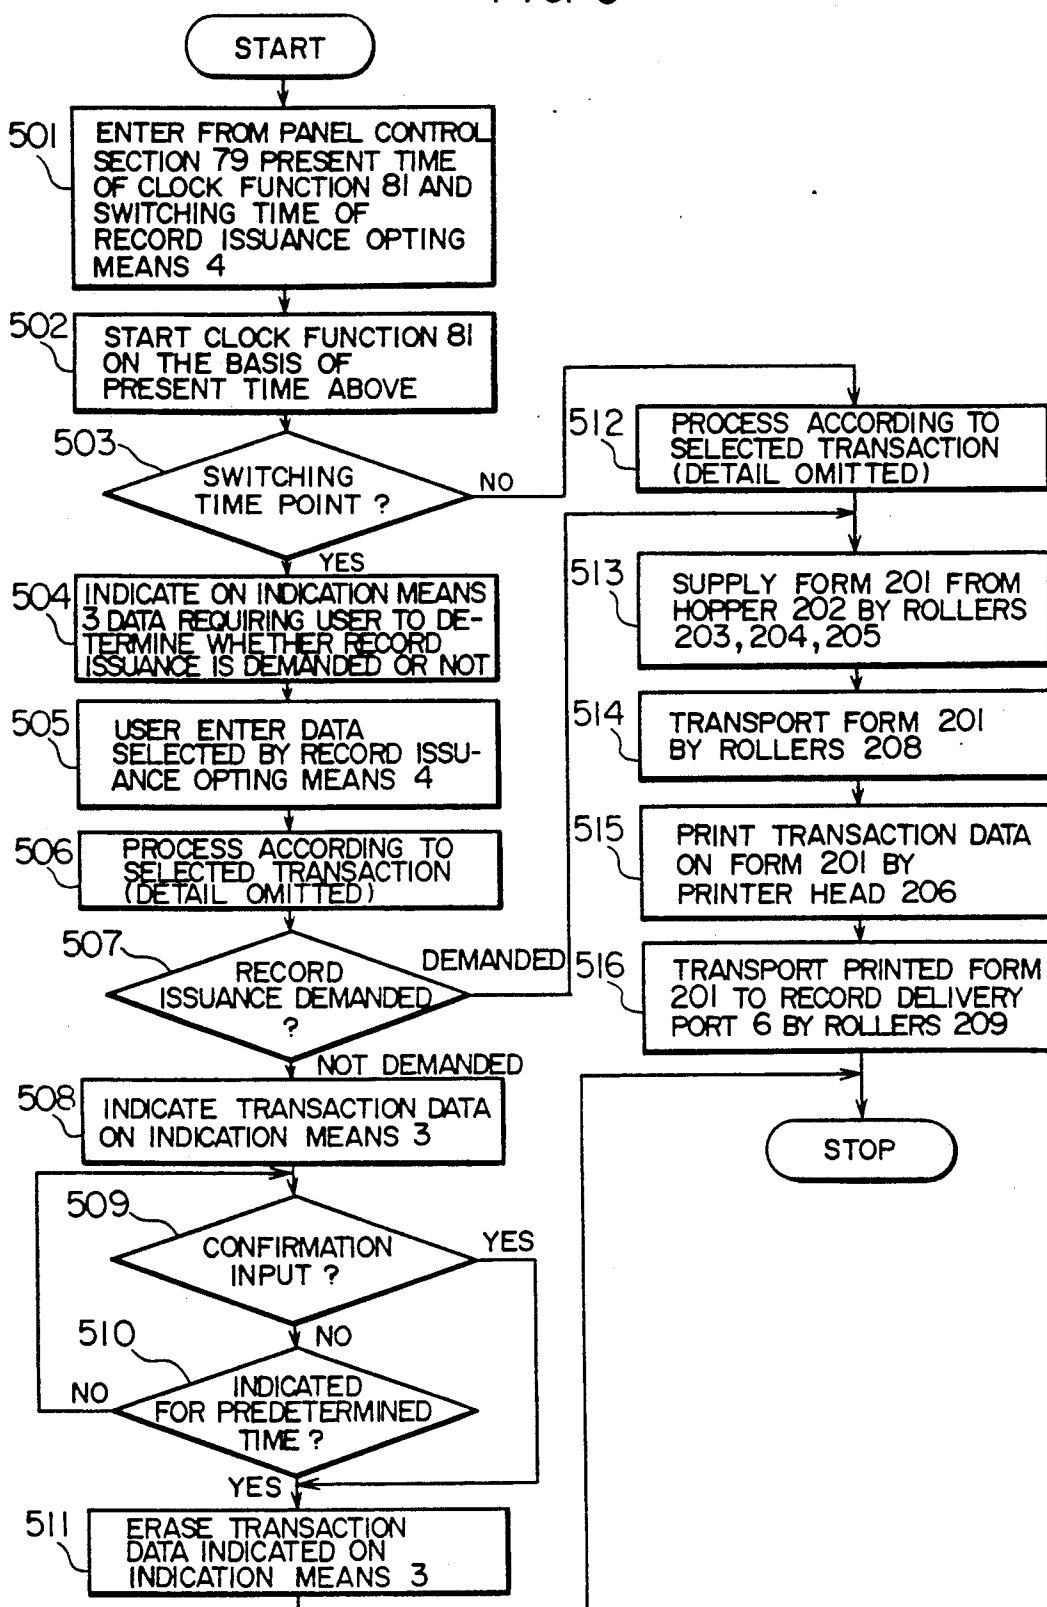 START
501
ENTER FROM PANEL CONTROL
SECTION 79 PRESENT TIME
OF CLOCK FUNCTION 81 AND
SWITCHING TIME OF
RECORD ISSUANCE OPTING
MEANS 4
502
START CLOCK FUNCTION 81
ON THE BASIS OF
PRESENT TIME ABOVE
503
SWITCHING
TIME POINT ?
NO
YES
504
INDICATE ON INDICATION MEANS
3 DATA REQUIRING USER TO DE-
TERMINE WHETHER RECORD
ISSUANCE IS DEMANDED OR NOT
505
USER ENTER DATA
SELECTED BY RECORD ISSU-
ANCE OPTING MEANS 4
506
PROCESS ACCORDING TO
SELECTED TRANSACTION
(DETAIL OMITTED)
507
RECORD
ISSUANCE DEMANDED
?
DEMANDED
NOT DEMANDED
508
INDICATE TRANSACTION DATA
ON INDICATION MEANS 3
509
CONFIRMATION
INPUT ?
YES
NO
510
INDICATED
FOR PREDETERMINED
TIME ?
NO
YES
511
ERASE TRANSACTION
DATA INDICATED ON
INDICATION MEANS 3
512
PROCESS ACCORDING TO
SELECTED TRANSACTION
(DETAIL OMITTED)
513
SUPPLY FORM 201 FROM
HOPPER 202 BY ROLLERS
203, 204, 205
514
TRANSPORT FORM 201
BY ROLLERS 208
515
PRINT TRANSACTION DATA
ON FORM 201 BY
PRINTER HEAD 206
516
TRANSPORT PRINTED FORM
201 TO RECORD DELIVERY
PORT 6 BY ROLLERS 209
STOP